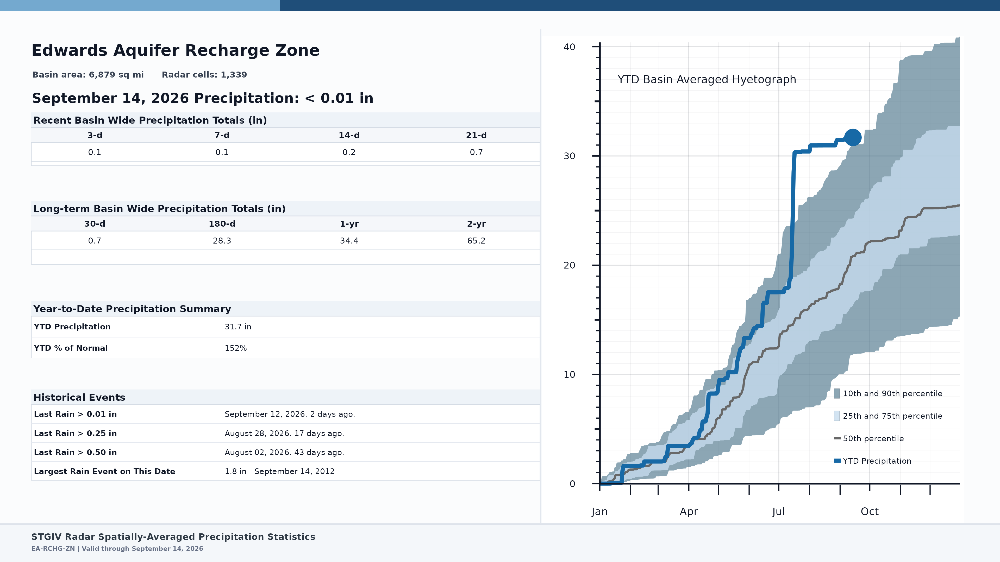 Edwards Aquifer Recharge Zone
Basin area: 6,879 sq mi Radar cells: 1,339
September 14, 2026 Precipitation: < 0.01 in
Recent Basin Wide Precipitation Totals (in)
3-d 7-d 14-d 21-d
0.1 0.1 0.2 0.7
Long-term Basin Wide Precipitation Totals (in)
30-d 180-d 1-yr 2-yr
0.7 28.3 34.4 65.2
Year-to-Date Precipitation Summary
YTD Precipitation 31.7 in
YTD % of Normal 152%
Historical Events
Last Rain > 0.01 in September 12, 2026. 2 days ago.
Last Rain > 0.25 in August 28, 2026. 17 days ago.
Last Rain > 0.50 in August 02, 2026. 43 days ago.
Largest Rain Event on This Date 1.8 in - September 14, 2012
YTD Basin Averaged Hyetograph
40
30
20
10
0
Jan Apr Jul Oct
10th and 90th percentile
25th and 75th percentile
50th percentile
YTD Precipitation
STGIV Radar Spatially-Averaged Precipitation Statistics
EA-RCHG-ZN | Valid through September 14, 2026